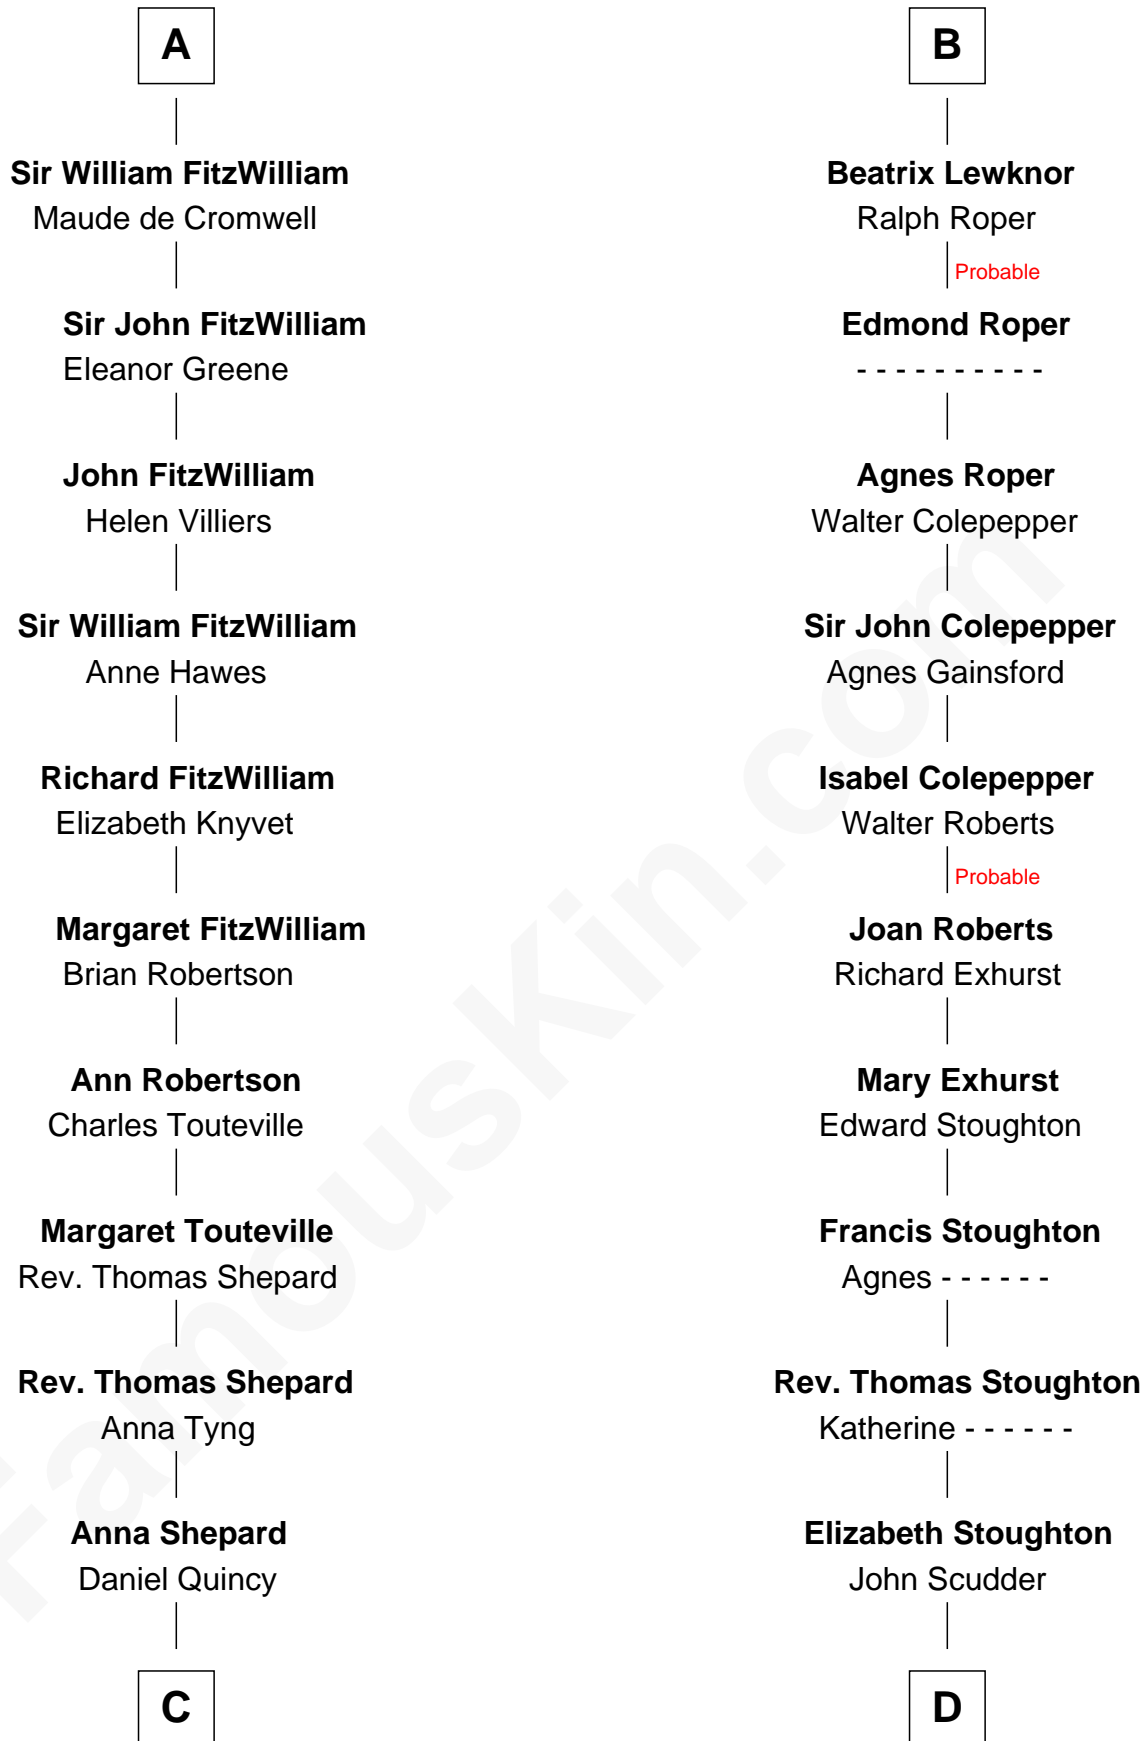 A
Sir William FitzWilliam
Maude de Cromwell
Sir John FitzWilliam
Eleanor Greene
John FitzWilliam
Helen Villiers
Sir William FitzWilliam
Anne Hawes
Richard FitzWilliam
Elizabeth Knyvet
Margaret FitzWilliam
Brian Robertson
Ann Robertson
Charles Touteville
Margaret Touteville
Rev. Thomas Shepard
Rev. Thomas Shepard
Anna Tyng
Anna Shepard
Daniel Quincy
C
B
Beatrix Lewknor
Ralph Roper
Probable
Edmond Roper
- - - - - - - - - -
Agnes Roper
Walter Colepepper
Sir John Colepepper
Agnes Gainsford
Isabel Colepepper
Walter Roberts
Probable
Joan Roberts
Richard Exhurst
Mary Exhurst
Edward Stoughton
Francis Stoughton
Agnes - - - - - -
Rev. Thomas Stoughton
Katherine - - - - - -
Elizabeth Stoughton
John Scudder
D
FamousKin.com